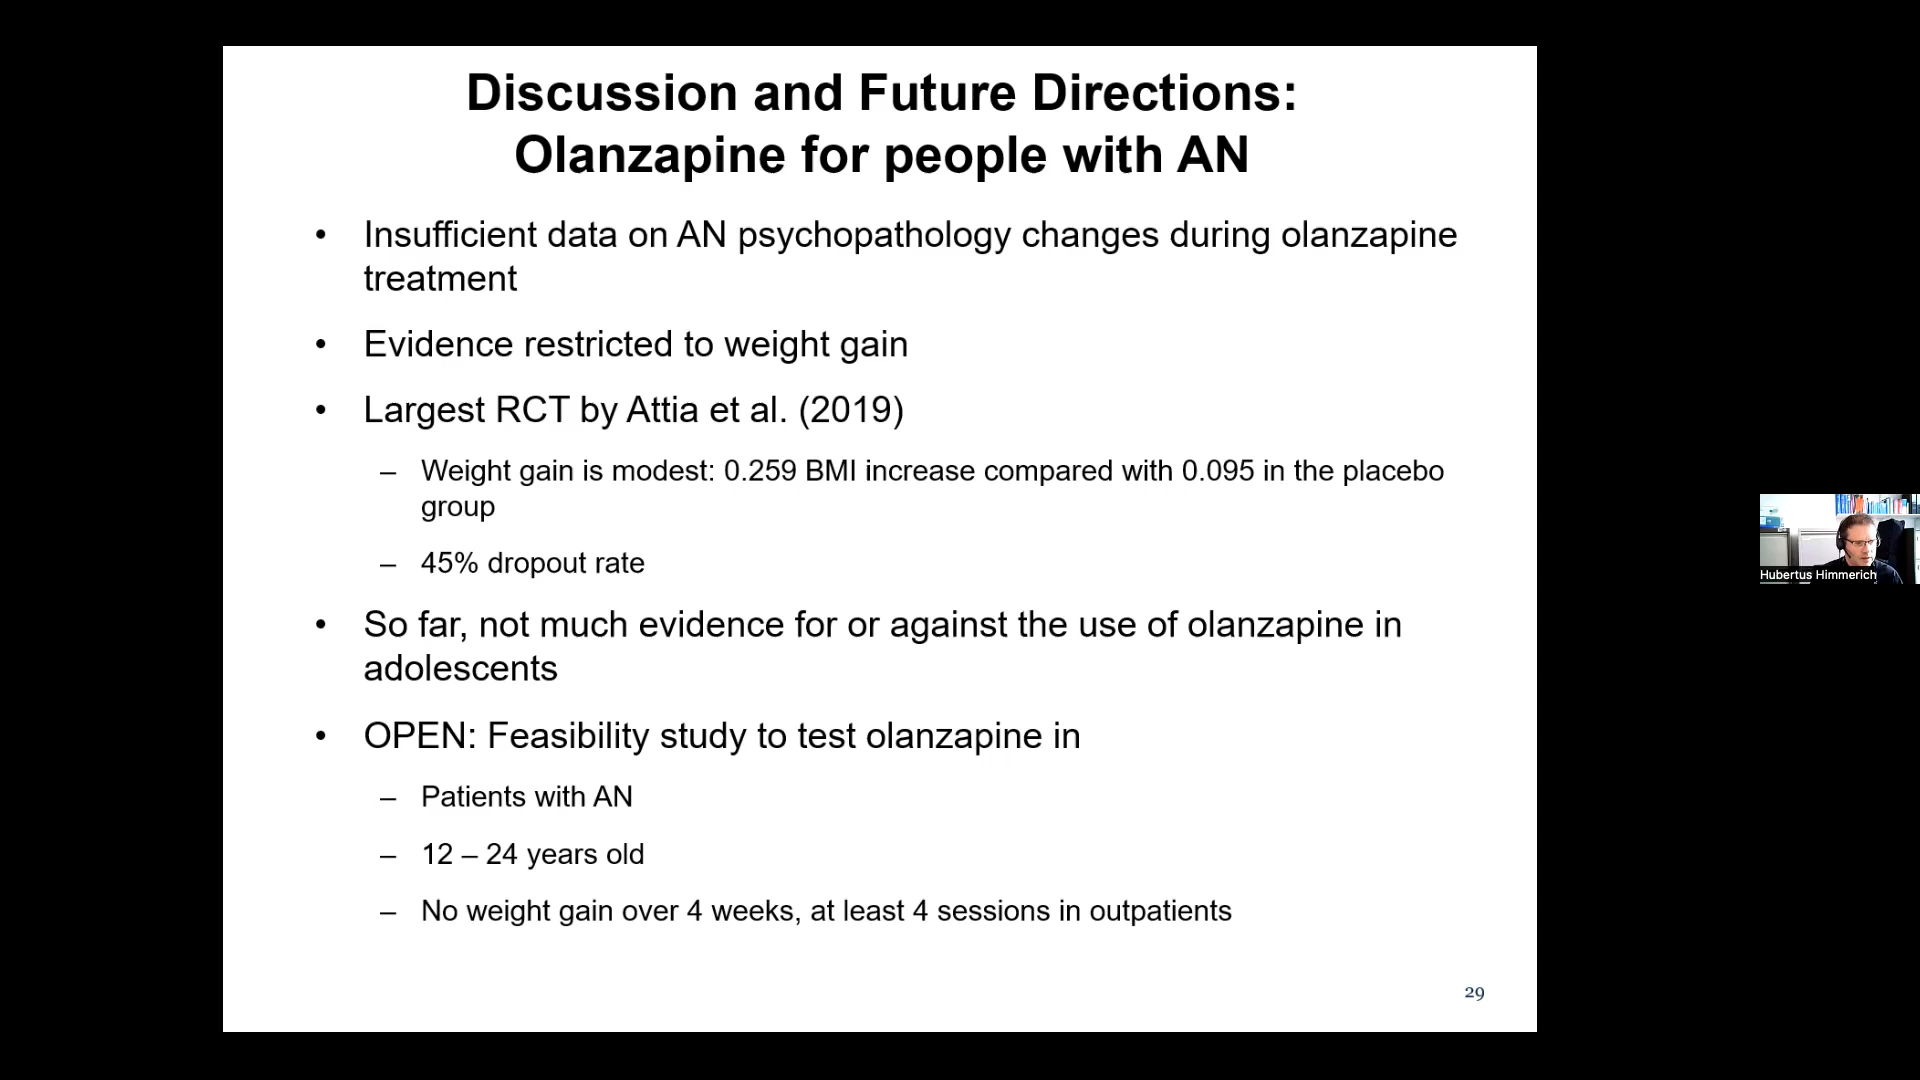 Discussion and Future Directions:
Olanzapine for people with AN
• Insufficient data on AN psychopathology changes during olanzapine
treatment
• Evidence restricted to weight gain
• Largest RCT by Attia et al. (2019)
– Weight gain is modest: 0.259 BMI increase compared with 0.095 in the placebo
group
– 45% dropout rate
• So far, not much evidence for or against the use of olanzapine in
adolescents
• OPEN: Feasibility study to test olanzapine in
– Patients with AN
– 12 – 24 years old
– No weight gain over 4 weeks, at least 4 sessions in outpatients
29
Hubertus Himmerich